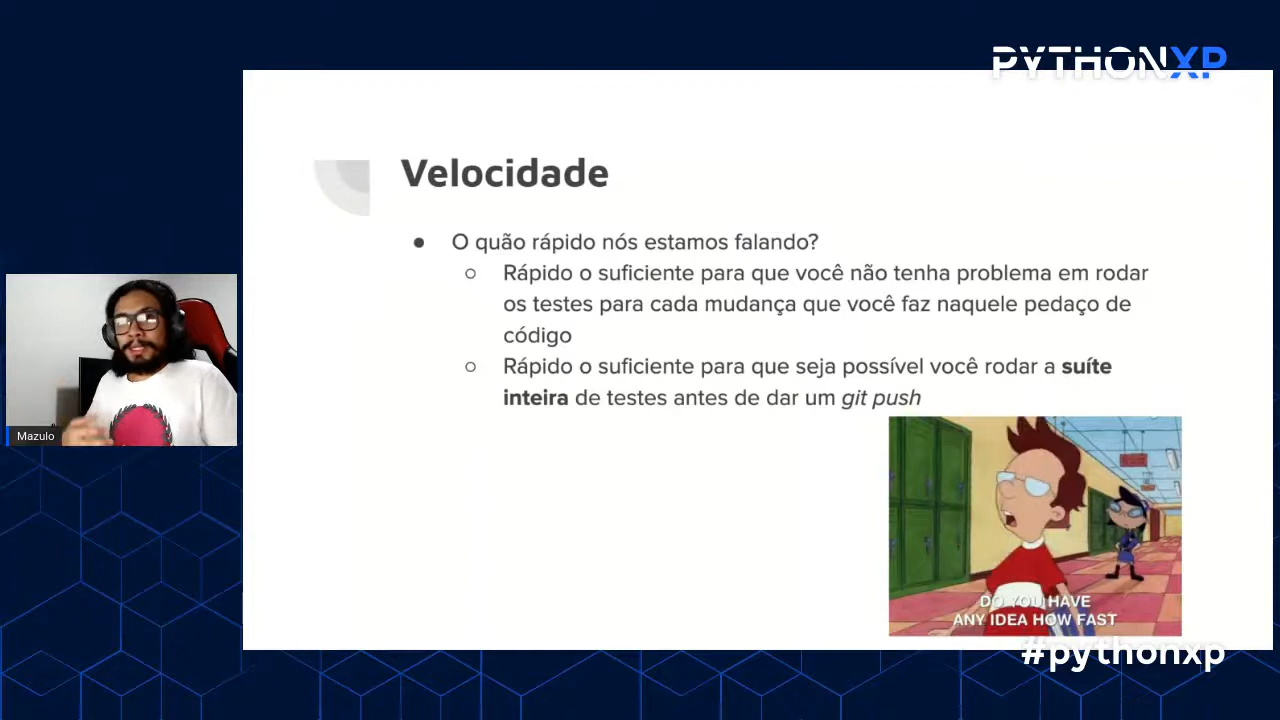 PYTHONXP
Velocidade
● O quão rápido nós estamos falando?
○ Rápido o suficiente para que você não tenha problema em rodar
os testes para cada mudança que você faz naquele pedaço de
código
○ Rápido o suficiente para que seja possível você rodar a suíte
inteira de testes antes de dar um git push
Mazulo
DO YOU HAVE
ANY IDEA HOW FAST
#pythonxp